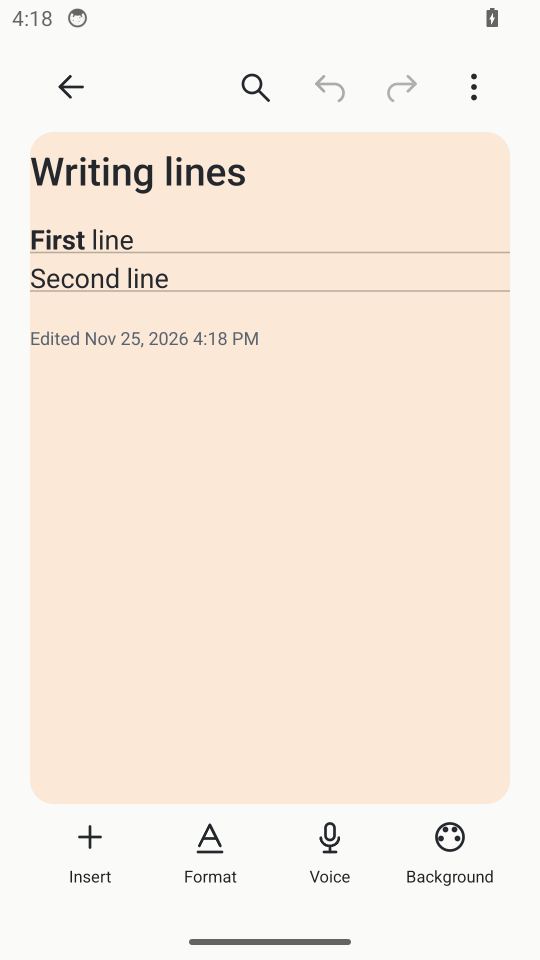 4:18
Writing lines
First line
Second line
Edited Nov 25, 2026 4:18 PM
Insert
Format
Voice
Background